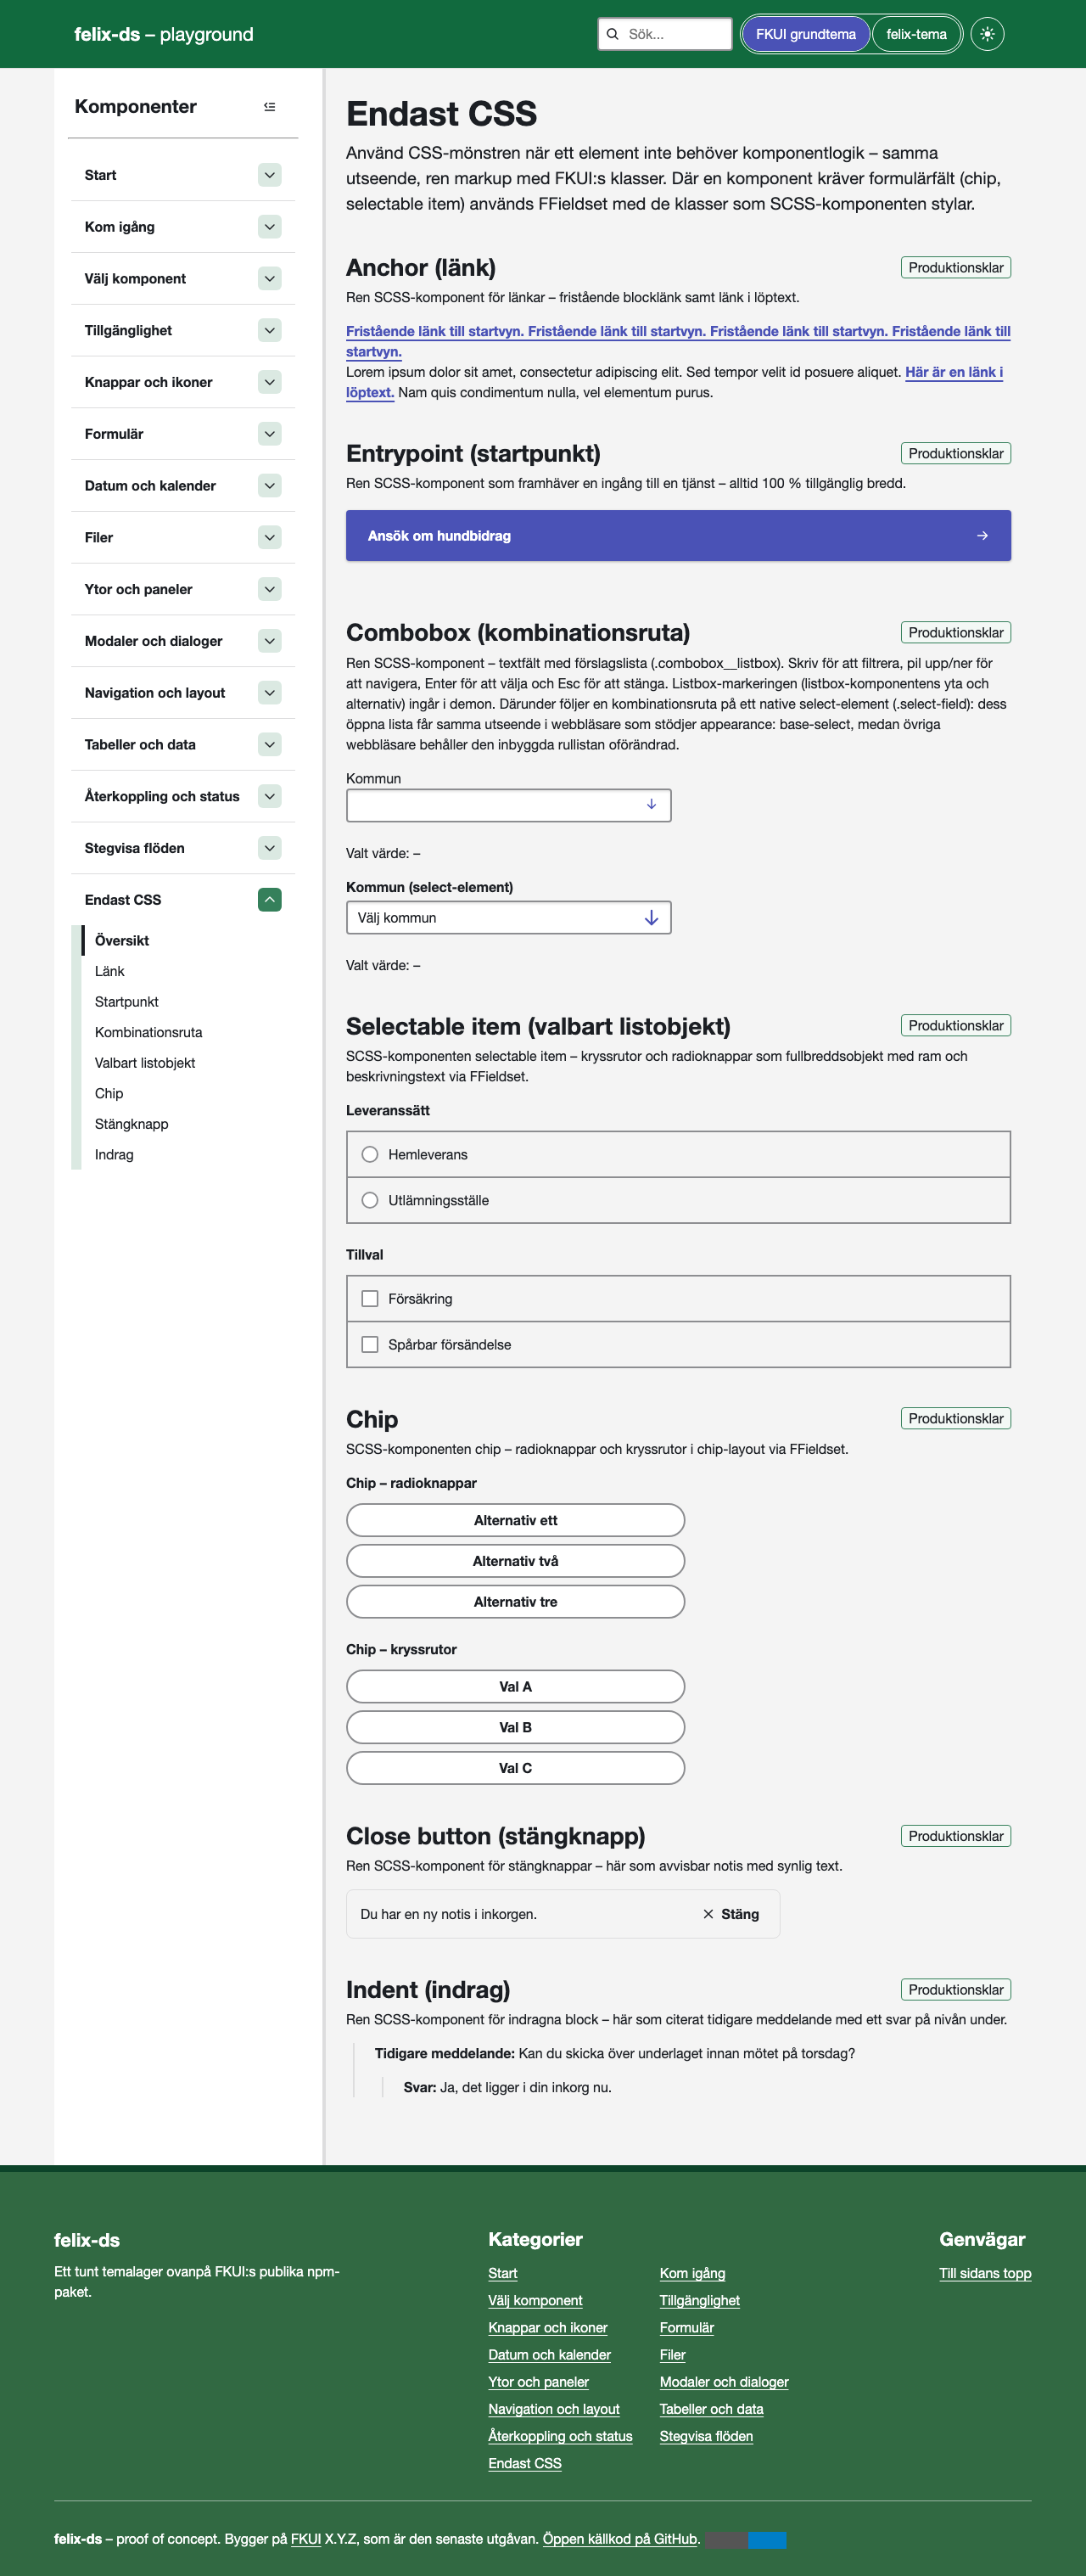 felix-ds – playground
Sök...
FKUI grundtema
felix-tema
Komponenter
Start
Kom igång
Välj komponent
Tillgänglighet
Knappar och ikoner
Formulär
Datum och kalender
Filer
Ytor och paneler
Modaler och dialoger
Navigation och layout
Tabeller och data
Återkoppling och status
Stegvisa flöden
Endast CSS
Översikt
Länk
Startpunkt
Kombinationsruta
Valbart listobjekt
Chip
Stängknapp
Indrag
Endast CSS
Använd CSS-mönstren när ett element inte behöver komponentlogik – samma
utseende, ren markup med FKUI:s klasser. Där en komponent kräver formulärfält (chip,
selectable item) används FFieldset med de klasser som SCSS-komponenten stylar.
Anchor (länk)
Produktionsklar
Ren SCSS-komponent för länkar – fristående blocklänk samt länk i löptext.
Fristående länk till startvyn. Fristående länk till startvyn. Fristående länk till startvyn. Fristående länk till
startvyn.
Lorem ipsum dolor sit amet, consectetur adipiscing elit. Sed tempor velit id posuere aliquet. Här är en länk i
löptext. Nam quis condimentum nulla, vel elementum purus.
Entrypoint (startpunkt)
Produktionsklar
Ren SCSS-komponent som framhäver en ingång till en tjänst – alltid 100 % tillgänglig bredd.
Ansök om hundbidrag
Combobox (kombinationsruta)
Produktionsklar
Ren SCSS-komponent – textfält med förslagslista (.combobox__listbox). Skriv för att filtrera, pil upp/ner för
att navigera, Enter för att välja och Esc för att stänga. Listbox-markeringen (listbox-komponentens yta och
alternativ) ingår i demon. Därunder följer en kombinationsruta på ett native select-element (.select-field): dess
öppna lista får samma utseende i webbläsare som stödjer appearance: base-select, medan övriga
webbläsare behåller den inbyggda rullistan oförändrad.
Kommun
Valt värde: –
Kommun (select-element)
Välj kommun
Valt värde: –
Selectable item (valbart listobjekt)
Produktionsklar
SCSS-komponenten selectable item – kryssrutor och radioknappar som fullbreddsobjekt med ram och
beskrivningstext via FFieldset.
Leveranssätt
Hemleverans
Utlämningsställe
Tillval
Försäkring
Spårbar försändelse
Chip
Produktionsklar
SCSS-komponenten chip – radioknappar och kryssrutor i chip-layout via FFieldset.
Chip – radioknappar
Alternativ ett
Alternativ två
Alternativ tre
Chip – kryssrutor
Val A
Val B
Val C
Close button (stängknapp)
Produktionsklar
Ren SCSS-komponent för stängknappar – här som avvisbar notis med synlig text.
Du har en ny notis i inkorgen.
Stäng
Indent (indrag)
Produktionsklar
Ren SCSS-komponent för indragna block – här som citerat tidigare meddelande med ett svar på nivån under.
Tidigare meddelande: Kan du skicka över underlaget innan mötet på torsdag?
Svar: Ja, det ligger i din inkorg nu.
felix-ds
Ett tunt temalager ovanpå FKUI:s publika npm-
paket.
Kategorier
Start
Kom igång
Välj komponent
Tillgänglighet
Knappar och ikoner
Formulär
Datum och kalender
Filer
Ytor och paneler
Modaler och dialoger
Navigation och layout
Tabeller och data
Återkoppling och status
Stegvisa flöden
Endast CSS
Genvägar
Till sidans topp
felix-ds – proof of concept. Bygger på FKUI X.Y.Z, som är den senaste utgåvan. Öppen källkod på GitHub.